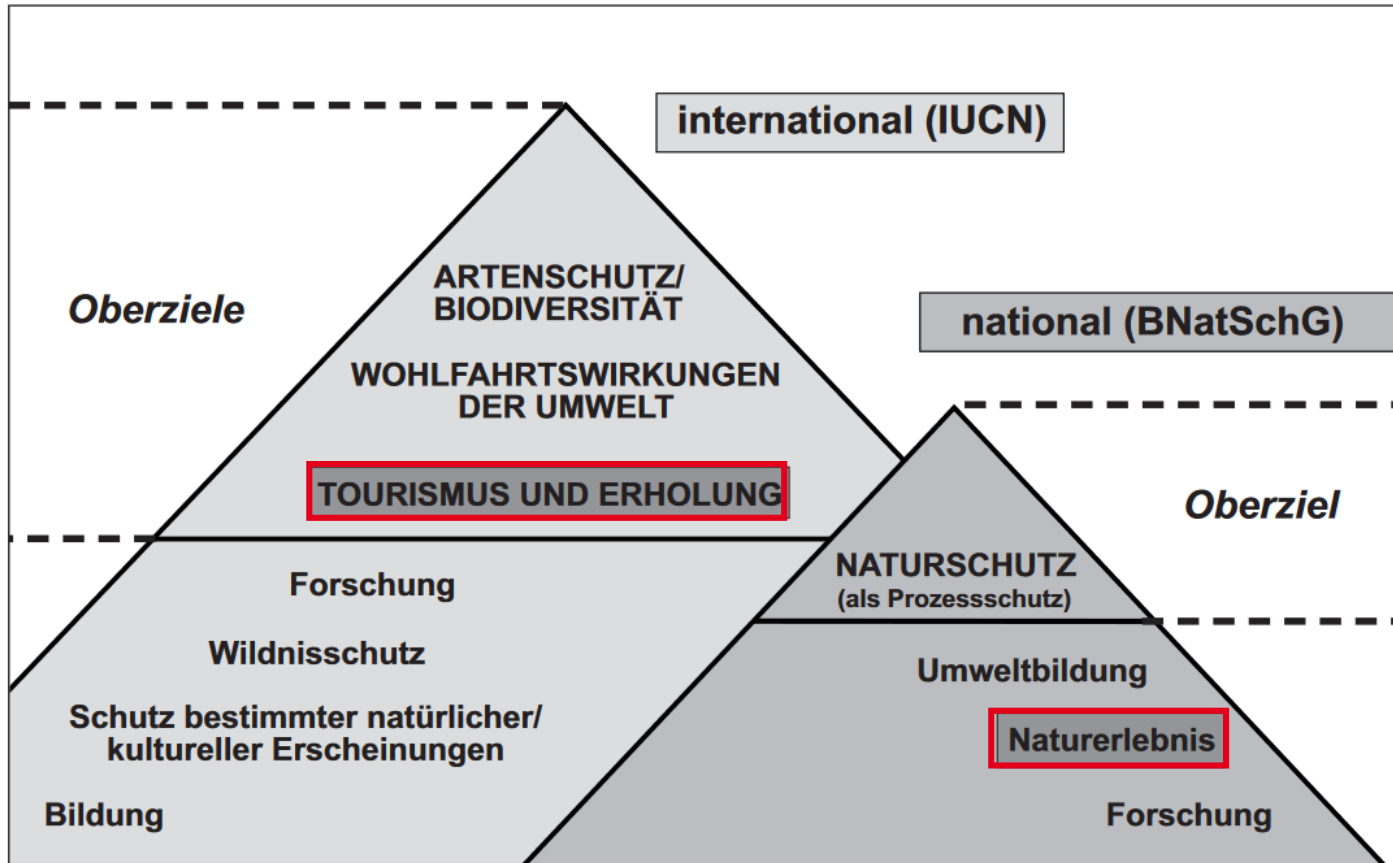 international (IUCN)
ARTENSCHUTZ/
BIODIVERSITÄT
Oberziele
national (BNatSchG)
WOHLFAHRTSWIRKUNGEN
DER UMWELT
TOURISMUS UND ERHOLUNG
Oberziel
NATURSCHUTZ
(als Prozessschutz)
Forschung
Wildnisschutz
Umweltbildung
Schutz bestimmter natürlicher/
kultureller Erscheinungen
Naturerlebnis
Bildung
Forschung